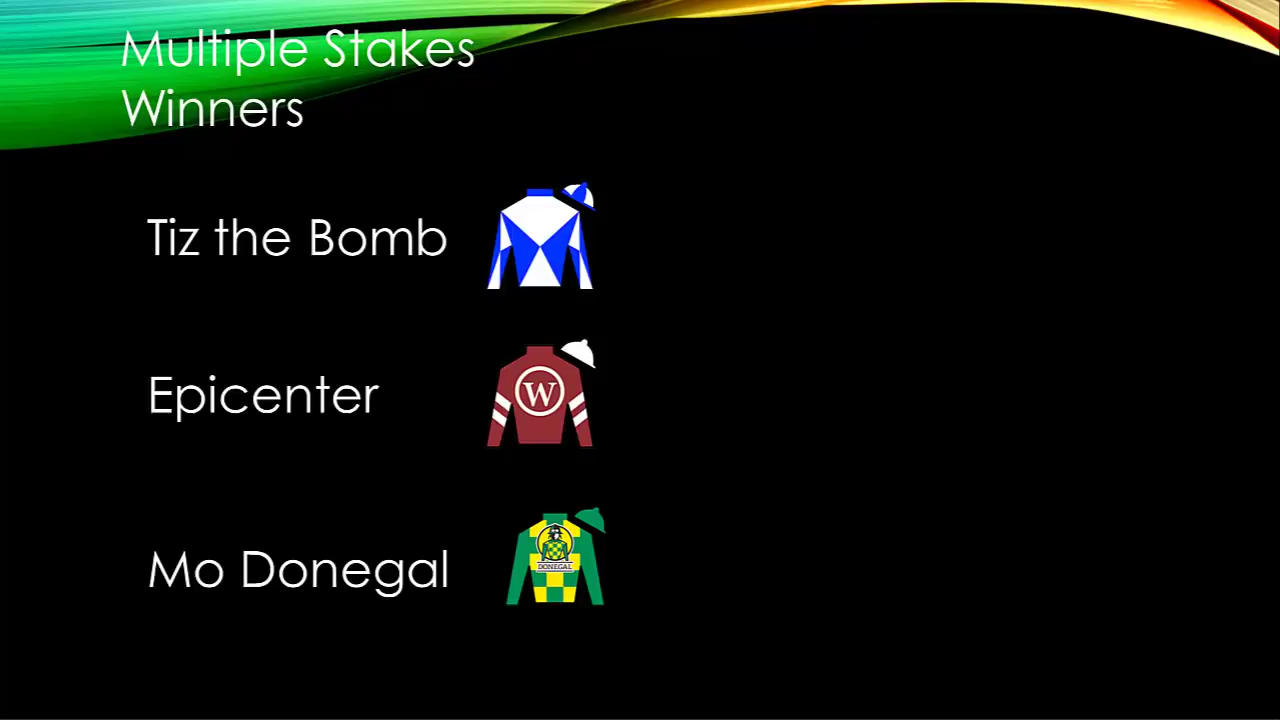 Multiple Stakes
Winners
Tiz the Bomb
Epicenter
W
Mo Donegal
DONEGAL